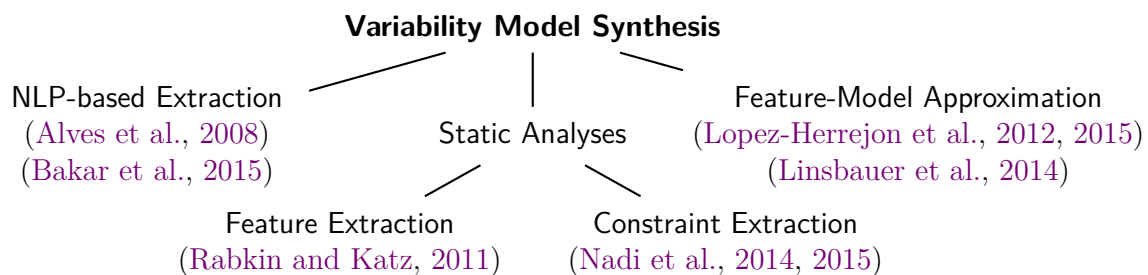 Variability Model Synthesis
NLP-based Extraction
(Alves et al., 2008)
(Bakar et al., 2015)
Static Analyses
Feature-Model Approximation
(Lopez-Herrejon et al., 2012, 2015)
(Linsbauer et al., 2014)
Feature Extraction
(Rabkin and Katz, 2011)
Constraint Extraction
(Nadi et al., 2014, 2015)